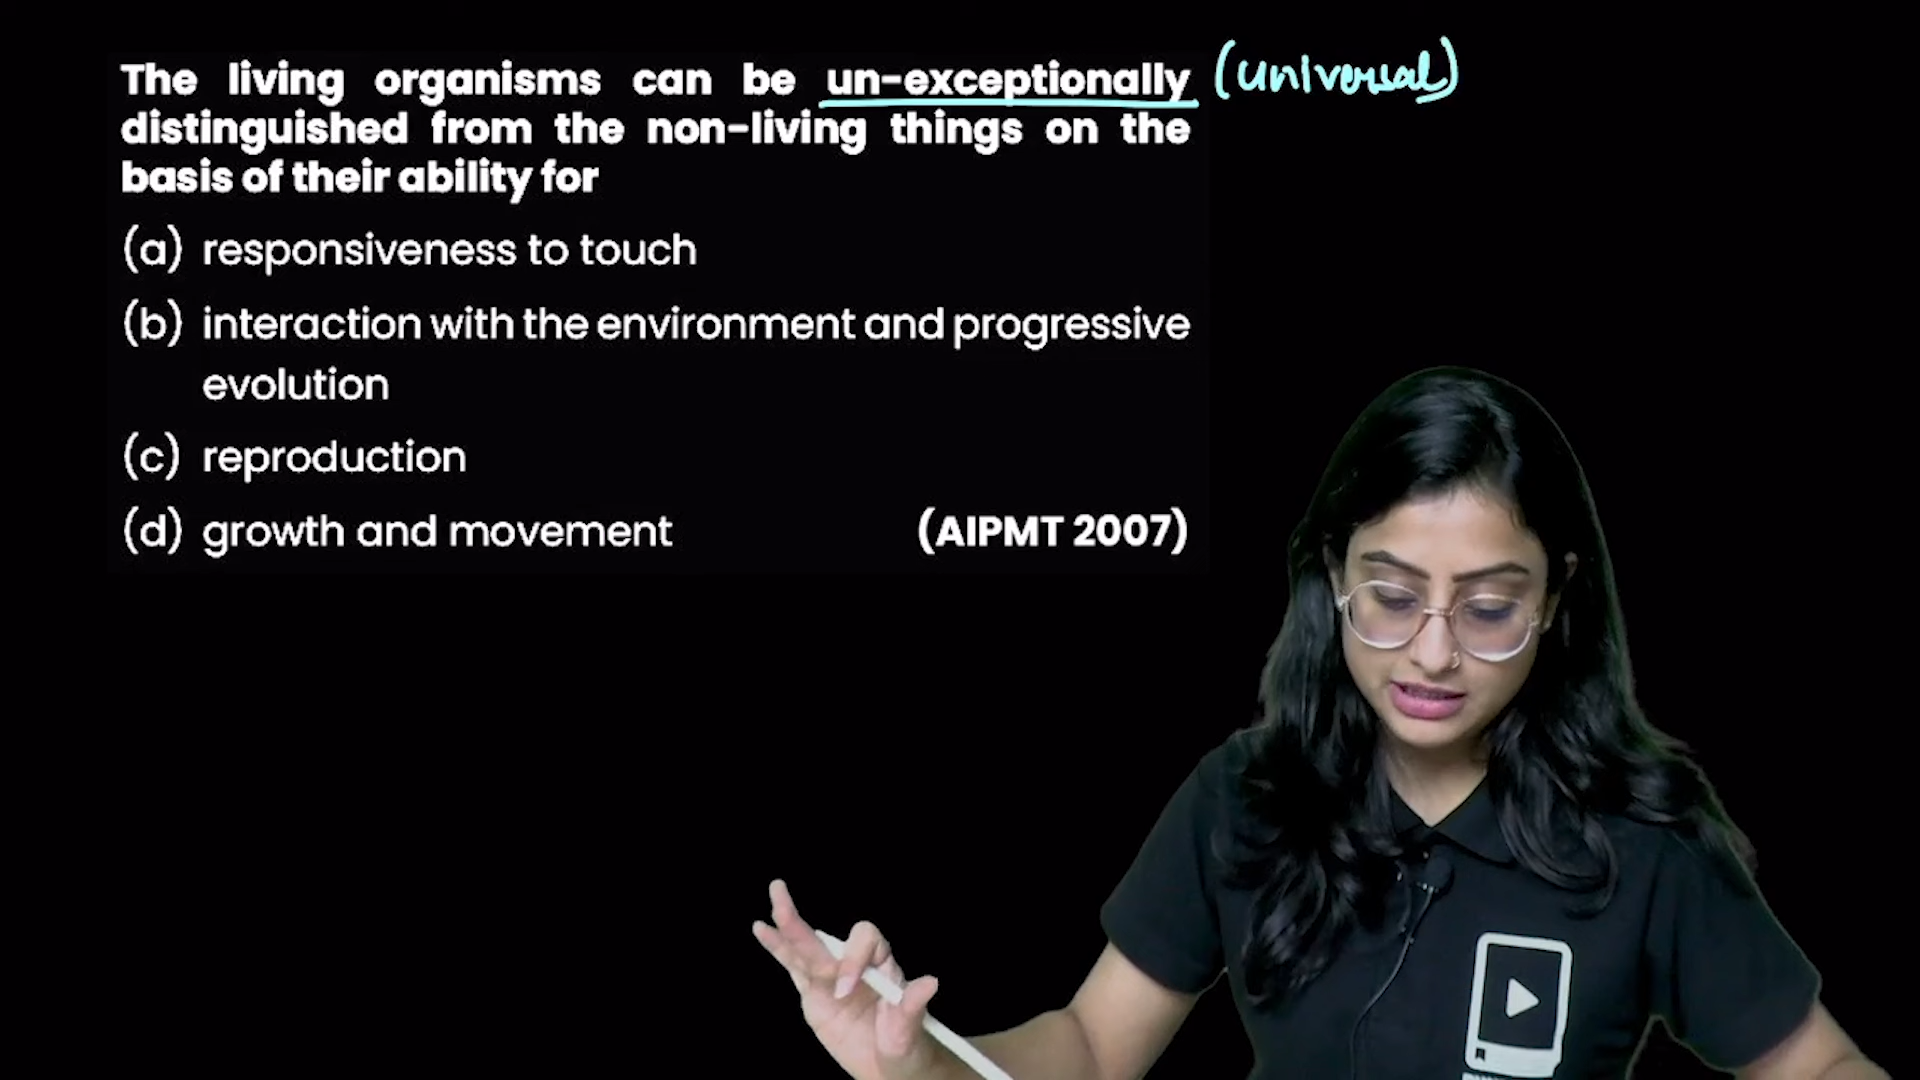 The living organisms can be un-exceptionally (universal)
distinguished from the non-living things on the
basis of their ability for
(a) responsiveness to touch
(b) interaction with the environment and progressive
evolution
(c) reproduction
(d) growth and movement (AIPMT 2007)